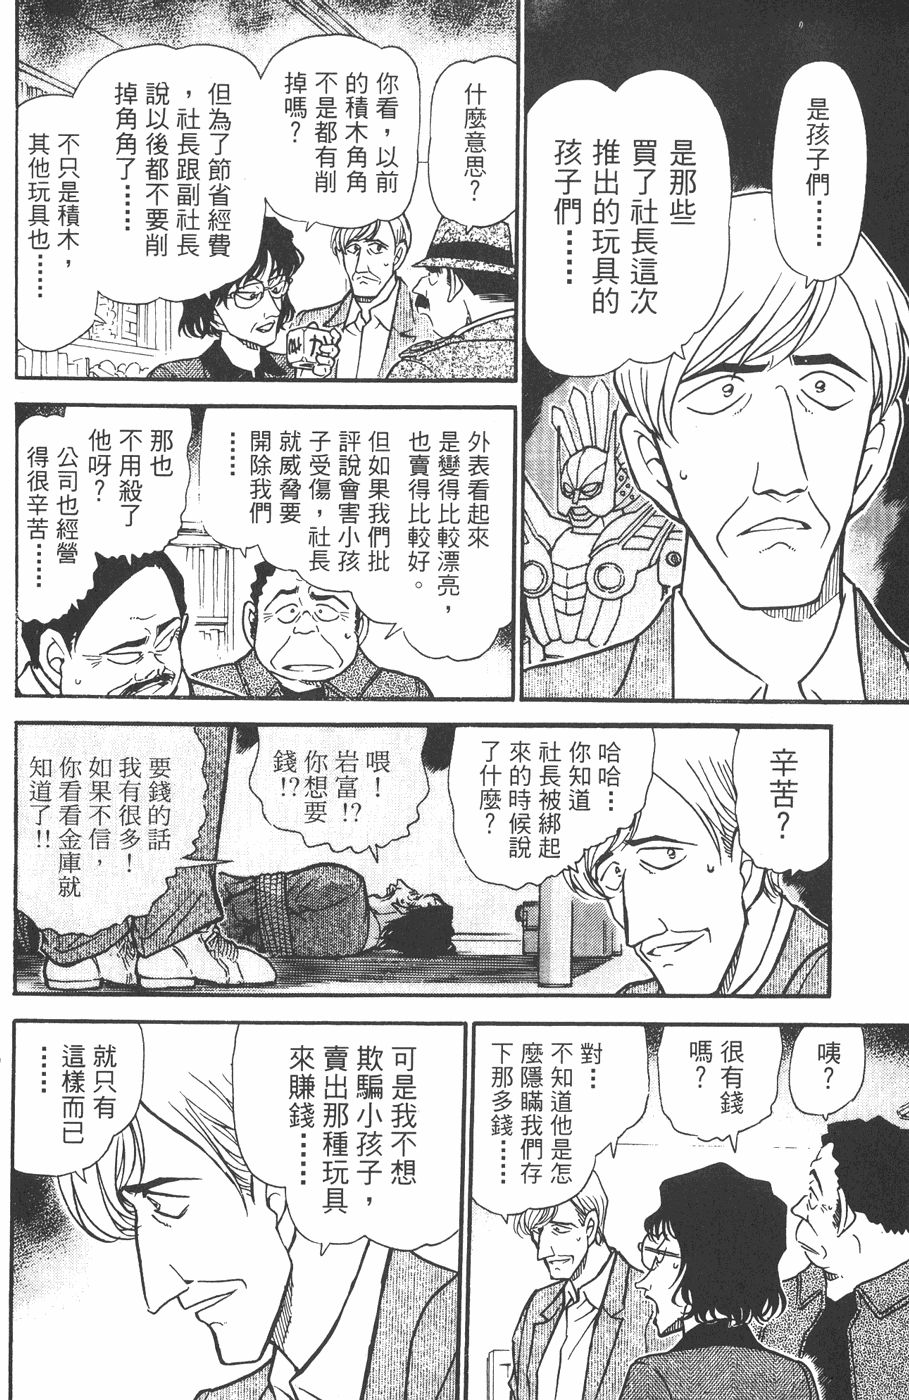 是孩子們……
是那些
買了社長這次
推出的玩具的
孩子們……
什麼意思?
你看，以前
的積木角角
不是都有削
掉嗎?
但為了節省經費
，社長跟副社長
說以後都不要削
掉角角了……
不只是積木，
其他玩具也……
外表看起來
是變得比較漂亮，
也賣得比較好。
但如果我們批
評說會害小孩
子受傷，社長
就威脅要
開除我們
……
那也
不用殺了
他呀?
公司也經營
得很辛苦……
辛苦?
哈哈…
你知道
社長被綁起
來的時候說
了什麼?
喂！
岩富!?
你想要
錢!?
要錢的話
我有很多！
如果不信，
你看看金庫就
知道了!!
咦?
很有錢
嗎?
對…
不知道他是怎
麼隱瞞我們存
下那多錢……
可是我不想
欺騙小孩子，
賣出那種玩具
來賺錢……
就只有
這樣而已
……